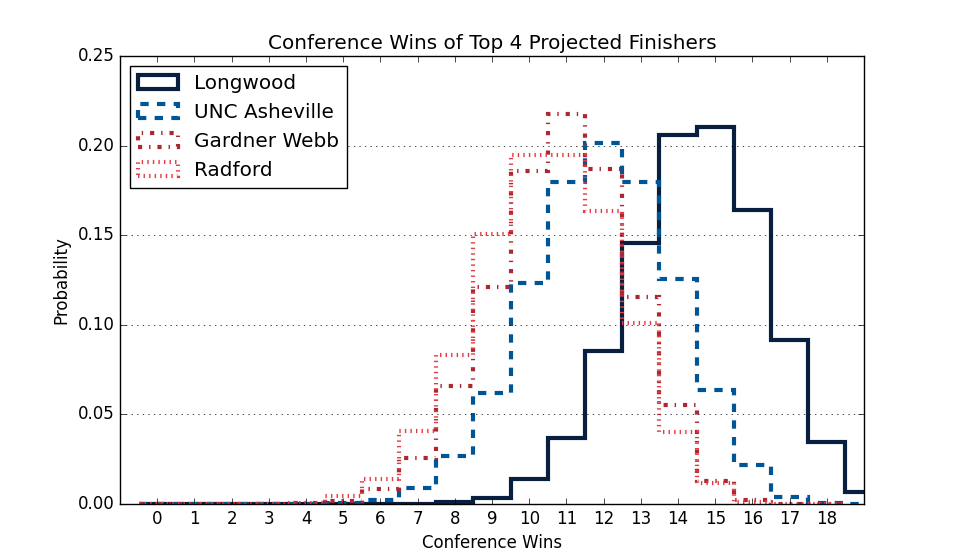 Conference Wins of Top 4 Projected Finishers
0.25
0.20
0.15
0.10
0.05
0.00
Probability
Longwood
UNC Asheville
Gardner Webb
Radford
0 1 2 3 4 5 6 7 8 9 10 11 12 13 14 15 16 17 18
Conference Wins